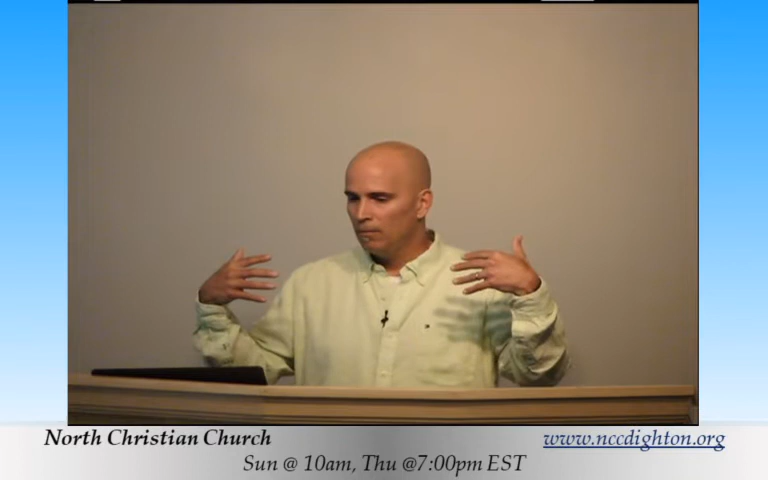 North Christian Church
www.nccdighton.org
Sun @ 10am, Thu @7:00pm EST